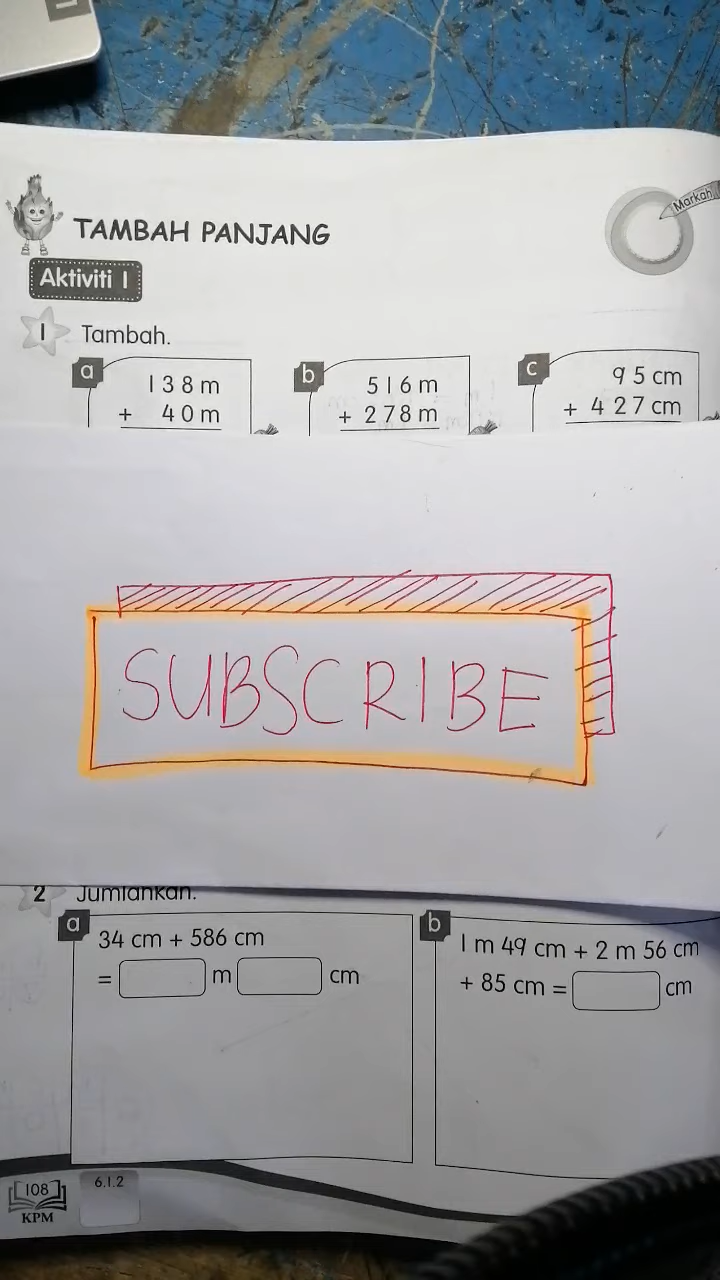 Markah
TAMBAH PANJANG
Aktiviti 1
1 Tambah.
a
138 m
+ 40 m
b
516 m
+ 278 m
c
95 cm
+ 427 cm
SUBSCRIBE
2 Jumlahkan.
a
34 cm + 586 cm
= m cm
b
1 m 49 cm + 2 m 56 cm
+ 85 cm = cm
108
KPM
6.1.2